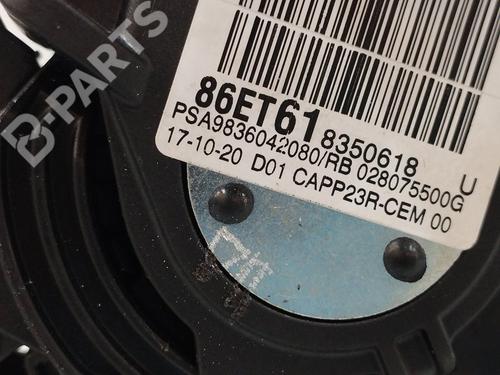 B-PARTS
86ET61 8350618 U
PSA9836042080/RB 028075500G
17-10-20 D01 CAPP23R-CEM 00